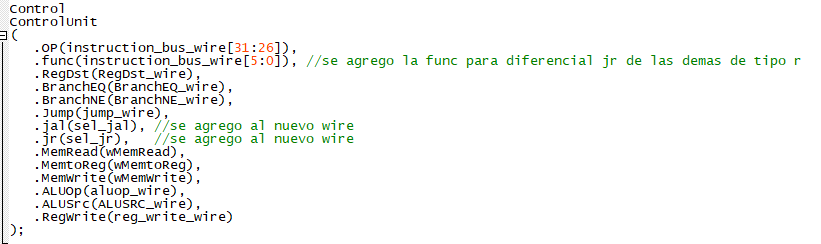 Control
ControlUnit
(
.OP(instruction_bus_wire[31:26]),
.func(instruction_bus_wire[5:0]), //se agrego la func para diferencial jr de las demas de tipo r
.RegDst(RegDst_wire),
.BranchEQ(BranchEQ_wire),
.BranchNE(BranchNE_wire),
.Jump(jump_wire),
.jal(sel_jal), //se agrego al nuevo wire
.jr(sel_jr), //se agrego al nuevo wire
.MemRead(wMemRead),
.MemtoReg(wMemtoReg),
.MemWrite(wMemWrite),
.ALUOp(aluop_wire),
.ALUSrc(ALUSRC_wire),
.RegWrite(reg_write_wire)
);